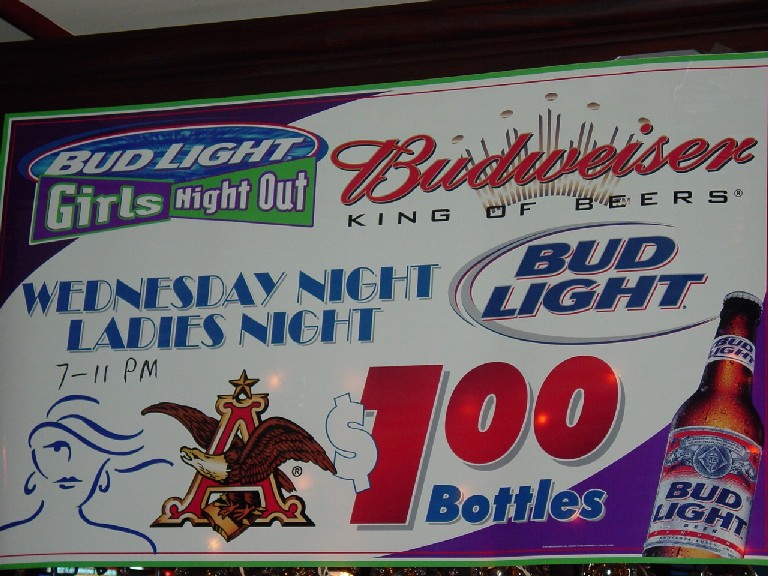 BUD LIGHT
Girls Night Out
Budweiser®
KING OF BEERS
WEDNESDAY NIGHT
LADIES NIGHT
7-11 PM
BUD
LIGHT
A
®
$1.00
Bottles
BUD
LIGHT
BUD
LIGHT